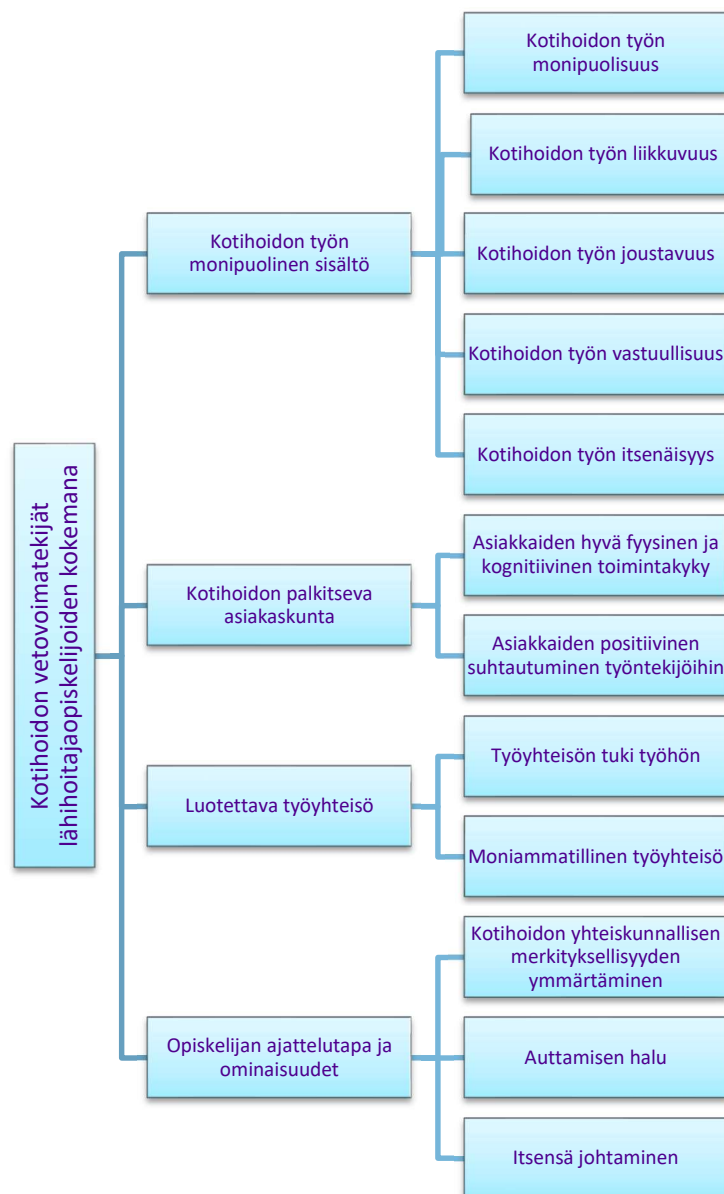 Kotihoidon vetovoimatekijät
lähihoitajaopiskelijoiden kokemana
Kotihoidon työn
monipuolinen sisältö
Kotihoidon työn
monipuolisuus
Kotihoidon työn liikkuvuus
Kotihoidon työn joustavuus
Kotihoidon työn vastuullisuus
Kotihoidon työn itsenäisyys
Kotihoidon palkitseva
asiakaskunta
Asiakkaiden hyvä fyysinen ja
kognitiivinen toimintakyky
Asiakkaiden positiivinen
suhtautuminen työntekijöihin
Luotettava työyhteisö
Työyhteisön tuki työhön
Moniammatillinen työyhteisö
Opiskelijan ajattelutapa ja
ominaisuudet
Kotihoidon yhteiskunnallisen
merkityksellisyyden
ymmärtäminen
Auttamisen halu
Itsensä johtaminen